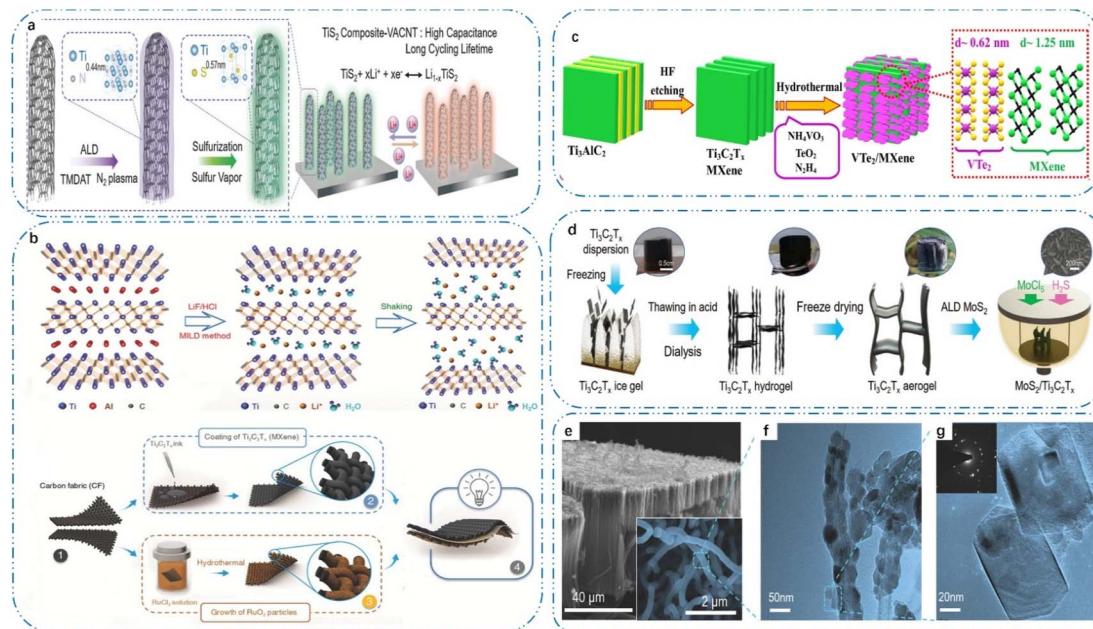 a
TiS2 Composite-VACNT : High Capacitance
Long Cycling Lifetime
TiS2 + xLi+ + xe- ⟷ Li1-xTiS2
Ti
0.44nm
N
Ti
0.57nm
S
ALD
TMDAT N2 plasma
Sulfurization
Sulfur Vapor
Li+
Li+
Li+
Li+
b
LiF/HCl
MILD method
Shaking
Ti Al C
Ti C Li+ H2O
Ti C Li+ H2O
Ti3C2Tx ink
Coating of Ti3C2Tx (MXene)
2
Carbon fabric (CF)
1
4
Hydrothermal
RuCl3 solution
3
Growth of RuO2 particles
c
d~ 0.62 nm d~ 1.25 nm
HF
etching
Hydrothermal
Ti3AlC2
Ti3C2Tx
MXene
NH4VO3
TeO2
N2H4
VTe2/MXene
VTe2
MXene
d
Ti3C2Tx
dispersion
0.5cm
200nm
Freezing
MoCl5 H2S
Thawing in acid
Dialysis
Freeze drying
ALD MoS2
Ti3C2Tx ice gel
Ti3C2Tx hydrogel
Ti3C2Tx aerogel
MoS2/Ti3C2Tx
e
40 µm
2 µm
f
50nm
g
20nm